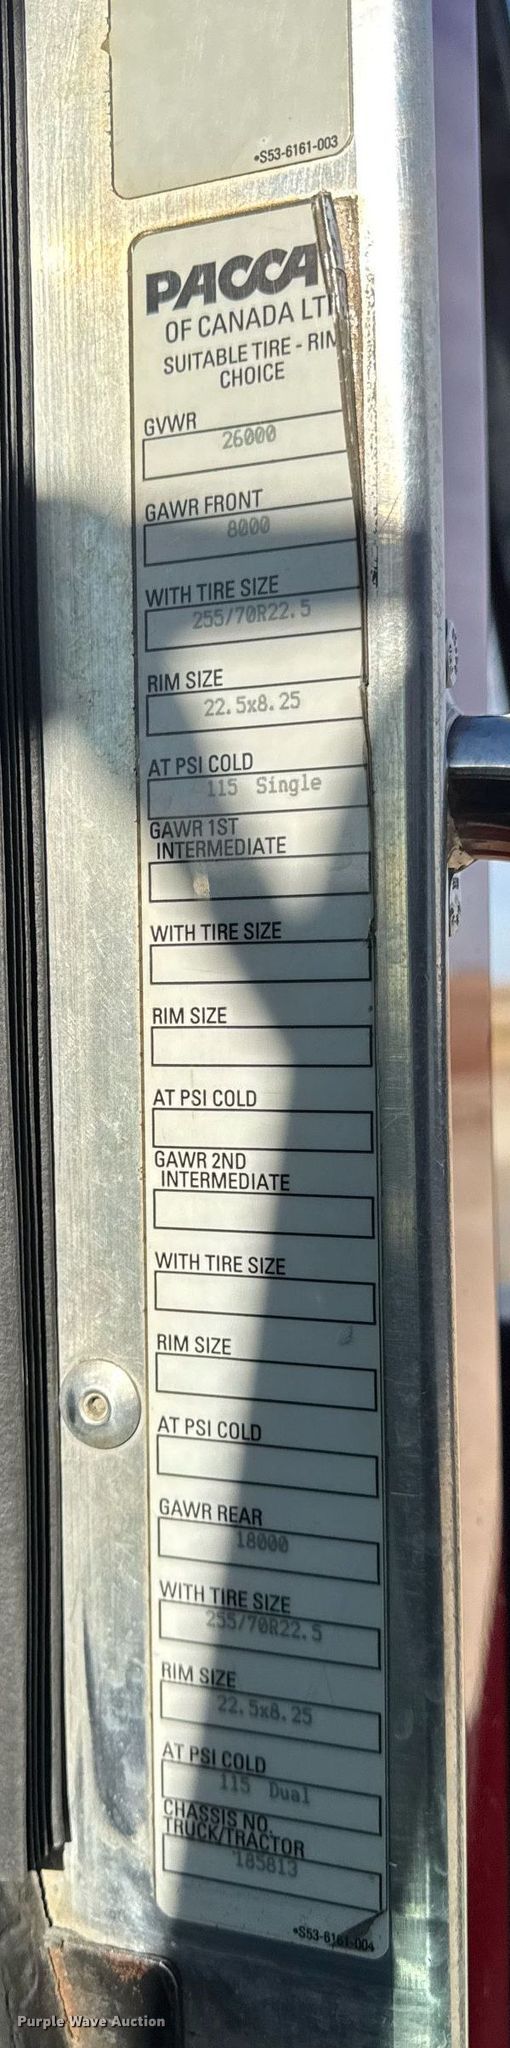 •S53-6161-003
PACCA
OF CANADA LT
SUITABLE TIRE - RIM
CHOICE
GVWR
26000
GAWR FRONT
8000
WITH TIRE SIZE
255/70R22.5
RIM SIZE
22.5x8.25
AT PSI COLD
115 Single
GAWR 1ST
INTERMEDIATE
WITH TIRE SIZE
RIM SIZE
AT PSI COLD
GAWR 2ND
INTERMEDIATE
WITH TIRE SIZE
RIM SIZE
AT PSI COLD
GAWR REAR
18000
WITH TIRE SIZE
255/70R22.5
RIM SIZE
22.5x8.25
AT PSI COLD
115 Dual
CHASSIS NO.
TRUCK/TRACTOR
185813
•S53-6161-004
Purple Wave Auction